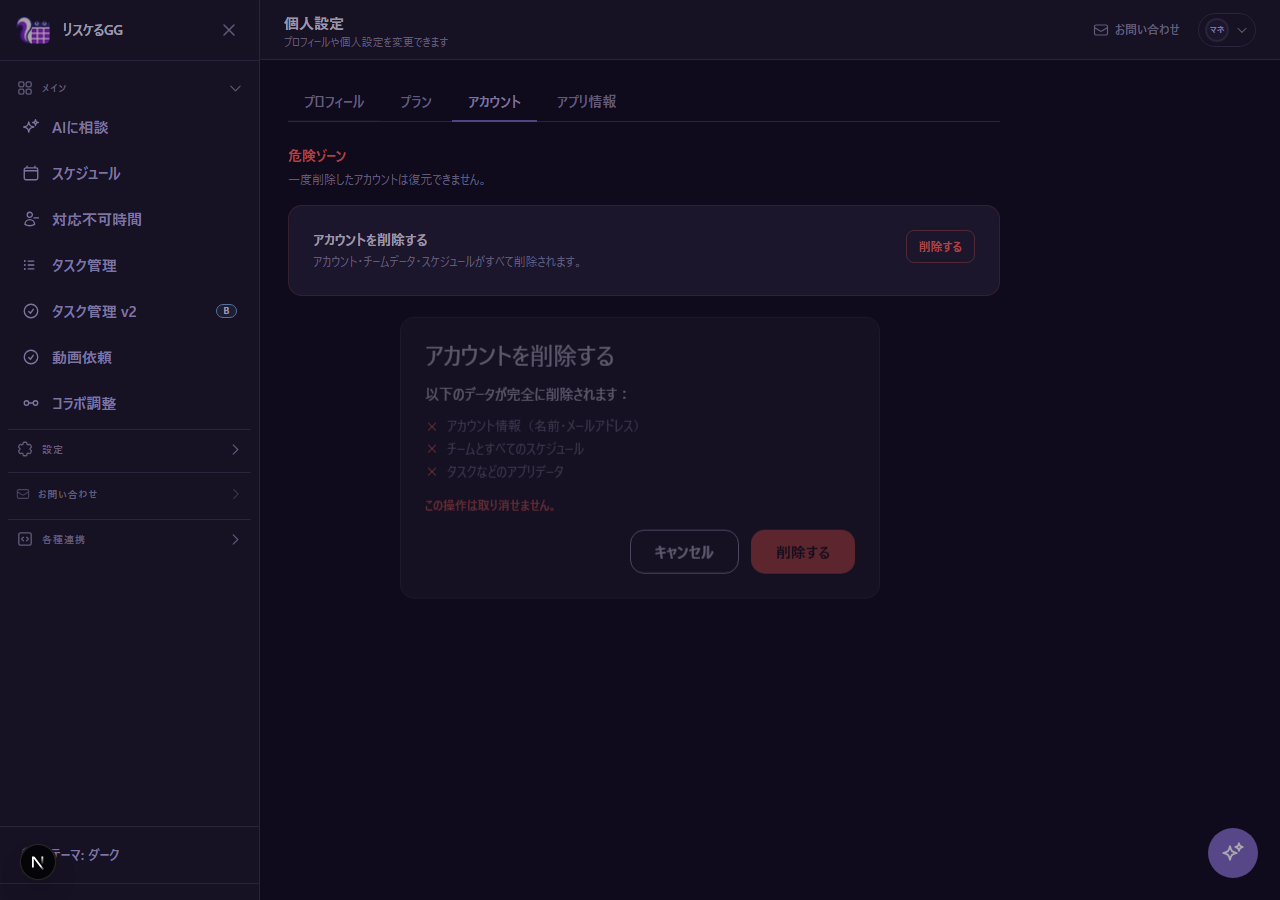 リスケるGG
メイン
AIに相談
スケジュール
対応不可時間
タスク管理
タスク管理 v2
B
動画依頼
コラボ調整
設定
お問い合わせ
各種連携
テーマ: ダーク
N
個人設定
プロフィールや個人設定を変更できます
お問い合わせ
マネ
プロフィール
プラン
アカウント
アプリ情報
危険ゾーン
一度削除したアカウントは復元できません。
アカウントを削除する
アカウント・チームデータ・スケジュールがすべて削除されます。
削除する
アカウントを削除する
以下のデータが完全に削除されます：
アカウント情報（名前・メールアドレス）
チームとすべてのスケジュール
タスクなどのアプリデータ
この操作は取り消せません。
キャンセル
削除する